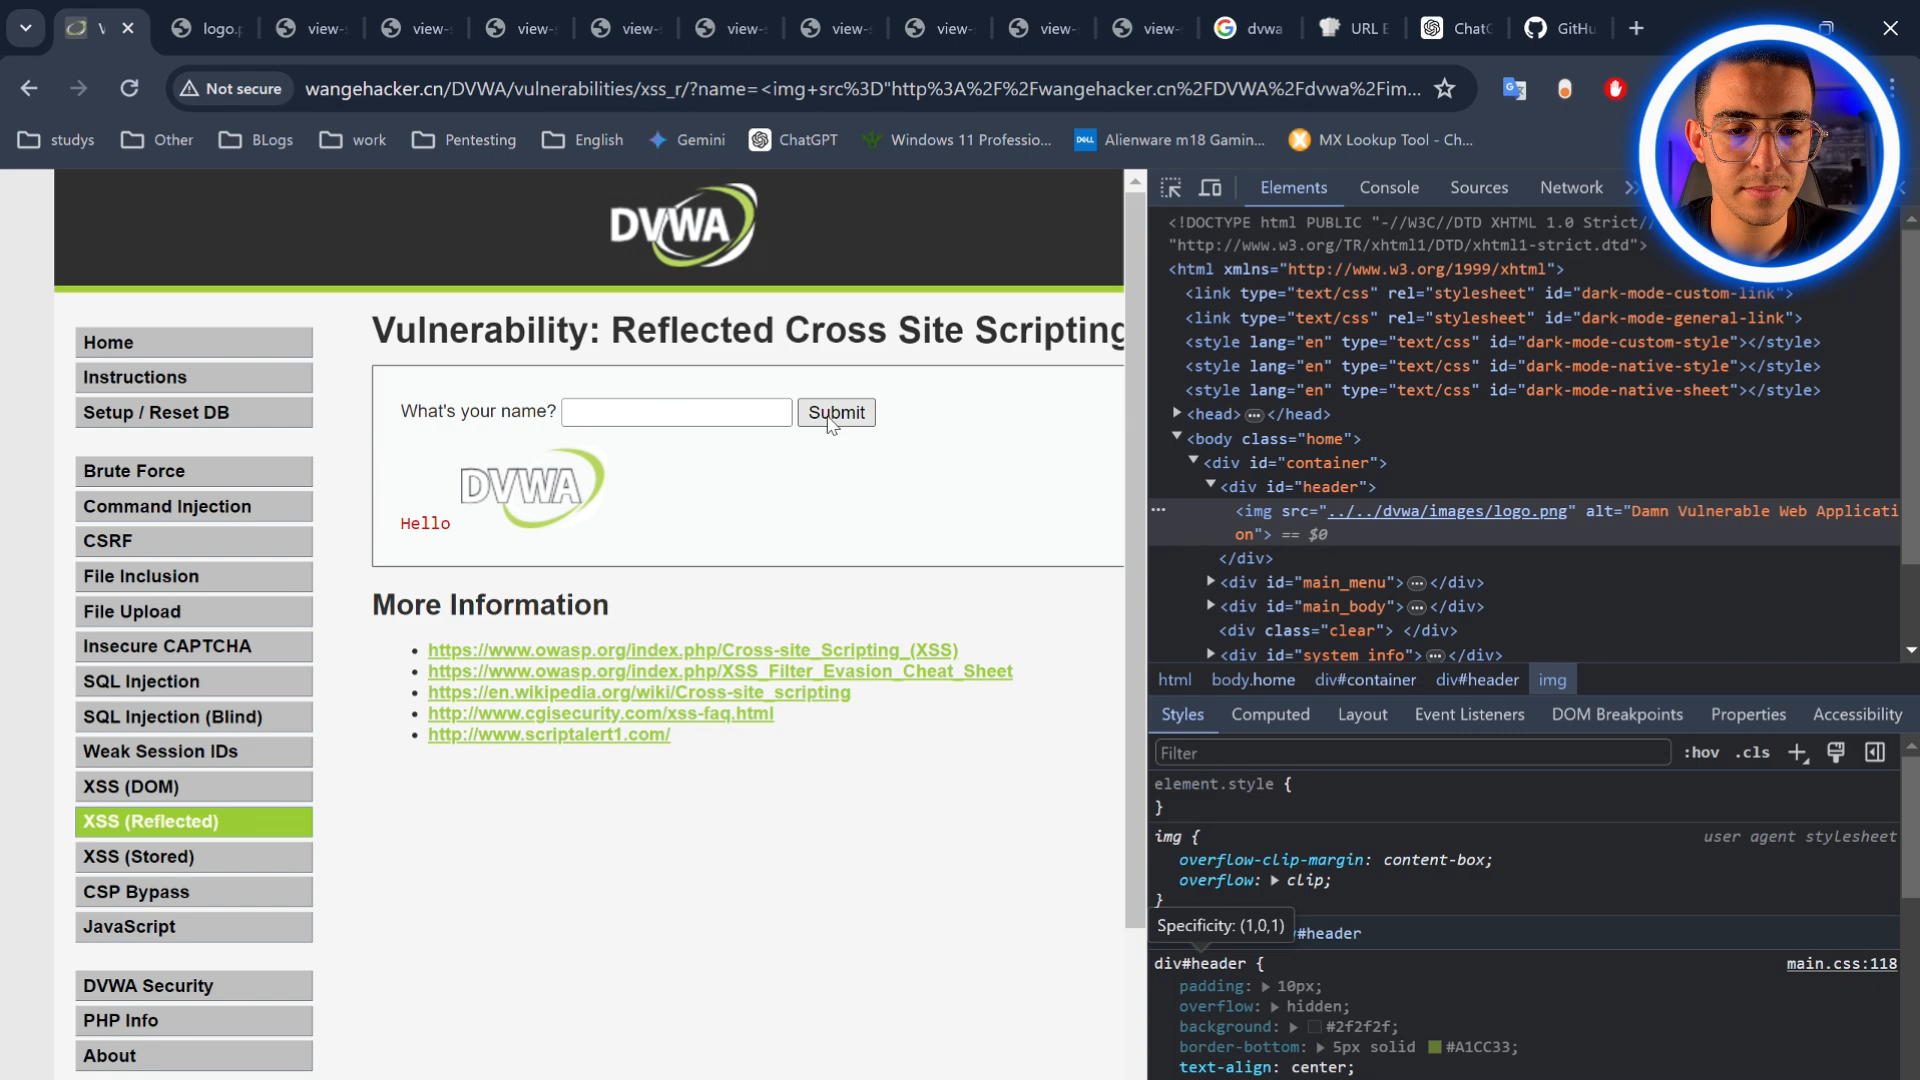 V
logo.p
view-s
view-s
view-s
view-s
view-s
view-s
view-s
view-s
view-s
dvwa
URL E
ChatG
GitHu
Not secure
wangehacker.cn/DVWA/vulnerabilities/xss_r/?name=<img+src%3D"http%3A%2F%2Fwangehacker.cn%2FDVWA%2Fdvwa%2Fim...
studys
Other
BLogs
work
Pentesting
English
Gemini
ChatGPT
Windows 11 Professio...
DELL
Alienware m18 Gamin...
MX Lookup Tool - Ch...
DVWA
Home
Instructions
Setup / Reset DB
Brute Force
Command Injection
CSRF
File Inclusion
File Upload
Insecure CAPTCHA
SQL Injection
SQL Injection (Blind)
Weak Session IDs
XSS (DOM)
XSS (Reflected)
XSS (Stored)
CSP Bypass
JavaScript
DVWA Security
PHP Info
About
Vulnerability: Reflected Cross Site Scripting
What's your name?
Submit
DVWA
Hello
More Information
https://www.owasp.org/index.php/Cross-site_Scripting_(XSS)
https://www.owasp.org/index.php/XSS_Filter_Evasion_Cheat_Sheet
https://en.wikipedia.org/wiki/Cross-site_scripting
http://www.cgisecurity.com/xss-faq.html
http://www.scriptalert1.com/
Elements
Console
Sources
Network
<!DOCTYPE html PUBLIC "-//W3C//DTD XHTML 1.0 Strict//
"http://www.w3.org/TR/xhtml1/DTD/xhtml1-strict.dtd">
<html xmlns="http://www.w3.org/1999/xhtml">
<link type="text/css" rel="stylesheet" id="dark-mode-custom-link">
<link type="text/css" rel="stylesheet" id="dark-mode-general-link">
<style lang="en" type="text/css" id="dark-mode-custom-style"></style>
<style lang="en" type="text/css" id="dark-mode-native-style"></style>
<style lang="en" type="text/css" id="dark-mode-native-sheet"></style>
<head> … </head>
<body class="home">
<div id="container">
<div id="header">
<img src="../../dvwa/images/logo.png" alt="Damn Vulnerable Web Applicati
on"> == $0
</div>
<div id="main_menu"> … </div>
<div id="main_body"> … </div>
<div class="clear"> </div>
<div id="system_info"> … </div>
html
body.home
div#container
div#header
img
Styles
Computed
Layout
Event Listeners
DOM Breakpoints
Properties
Accessibility
Filter
:hov
.cls
element.style {
}
img {
user agent stylesheet
overflow-clip-margin: content-box;
overflow: clip;
}
Specificity: (1,0,1)
#header
div#header {
main.css:118
padding: 10px;
overflow: hidden;
background: #2f2f2f;
border-bottom: 5px solid #A1CC33;
text-align: center;